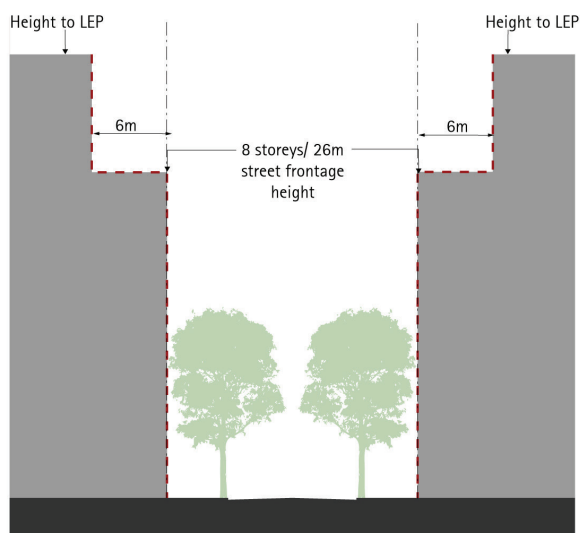 Height to LEP
Height to LEP
6m
6m
8 storeys/ 26m
street frontage
height